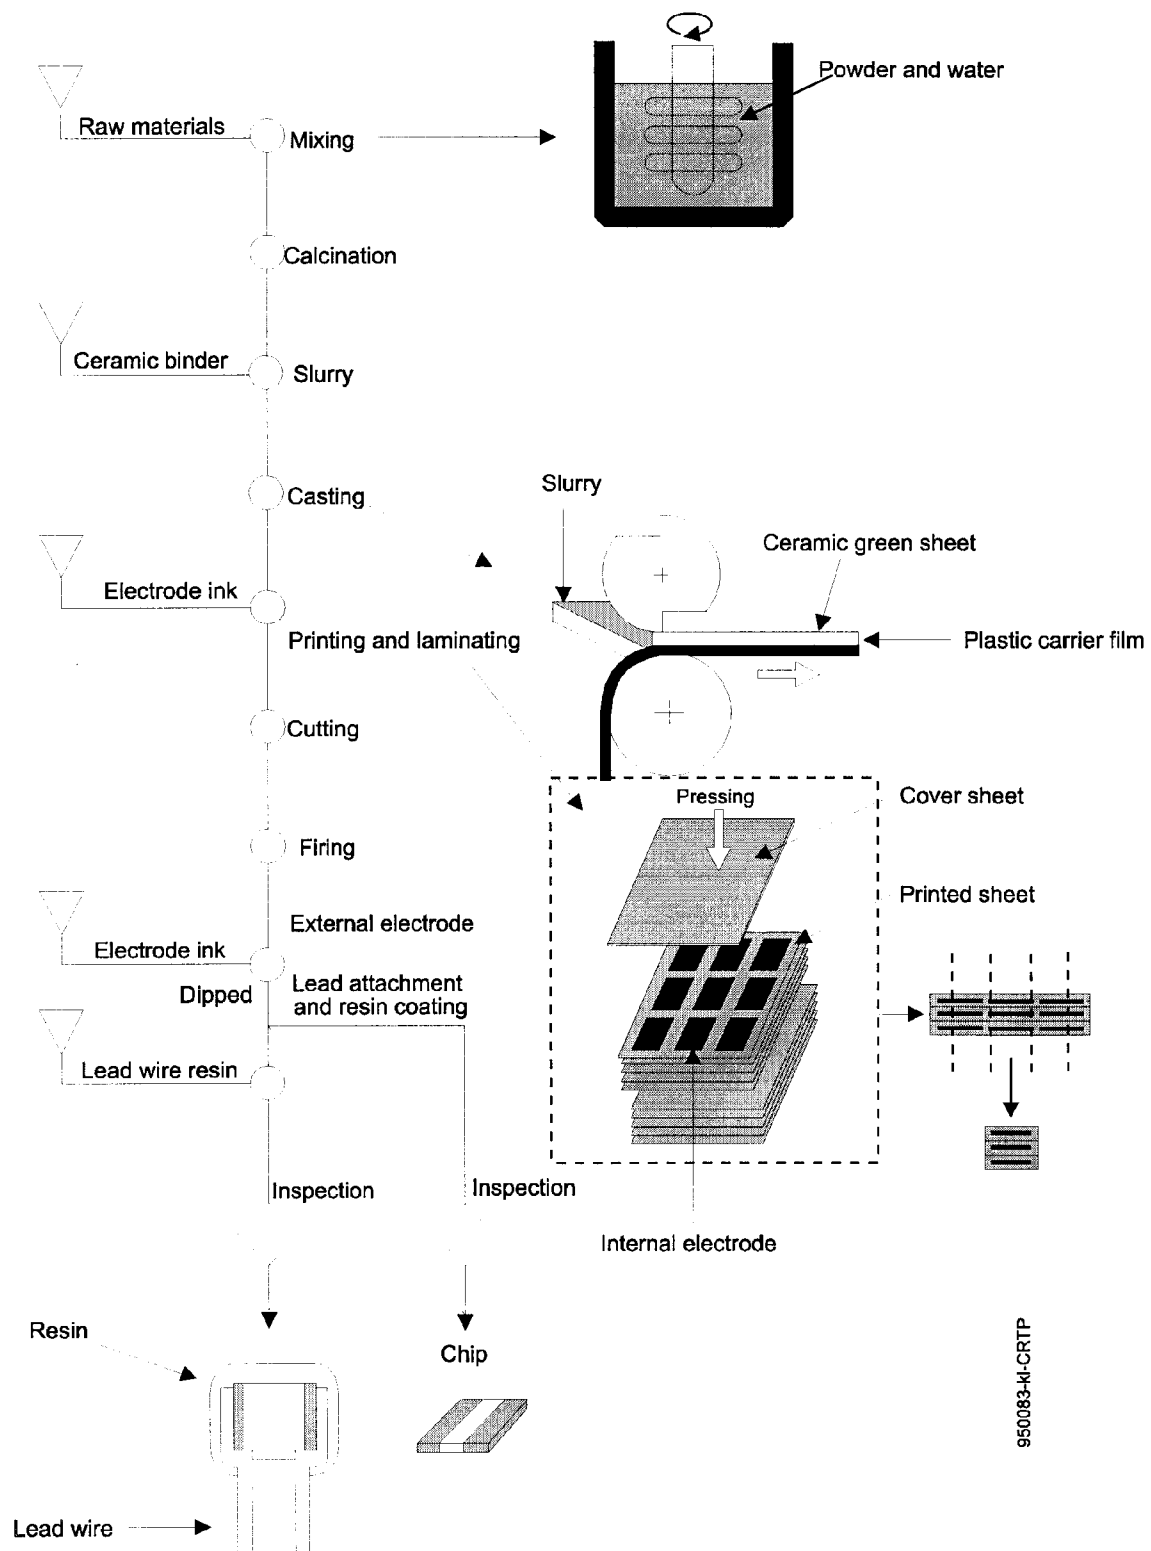 Powder and water
Raw materials
Mixing
Calcination
Ceramic binder
Slurry
Casting
Slurry
Ceramic green sheet
Electrode ink
Printing and laminating
Plastic carrier film
Cutting
Pressing
Cover sheet
Firing
Printed sheet
External electrode
Electrode ink
Dipped
Lead attachment
and resin coating
Lead wire resin
Inspection
Inspection
Internal electrode
Resin
Chip
Lead wire
950083-kl-CRTP